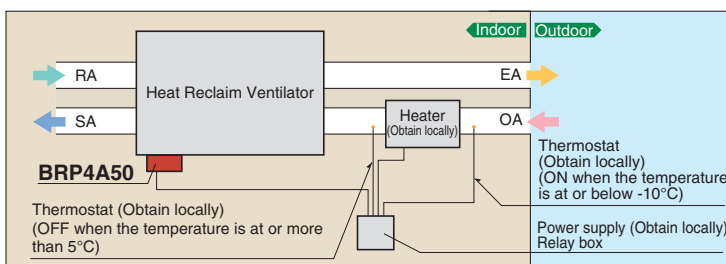 Indoor Outdoor
RA
EA
Heat Reclaim Ventilator
SA
Heater
(Obtain locally)
OA
BRP4A50
Thermostat
(Obtain locally)
(ON when the temperature
is at or below -10°C)
Thermostat (Obtain locally)
(OFF when the temperature is at or more
than 5°C)
Power supply (Obtain locally)
Relay box